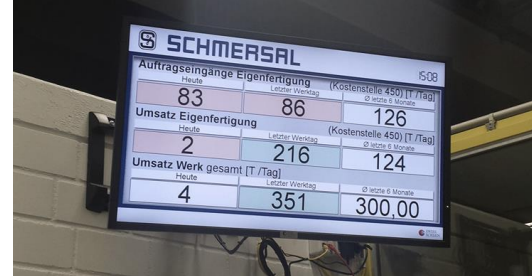 SCHMERSAL
15:08
Auftragseingänge Eigenfertigung (Kostenstelle 450) [T /Tag]
Heute Letzter Werktag Ø letzte 6 Monate
83 86 126
Umsatz Eigenfertigung (Kostenstelle 450) [T /Tag]
Heute Letzter Werktag Ø letzte 6 Monate
2 216 124
Umsatz Werk gesamt [T /Tag]
Heute Letzter Werktag Ø letzte 6 Monate
4 351 300,00